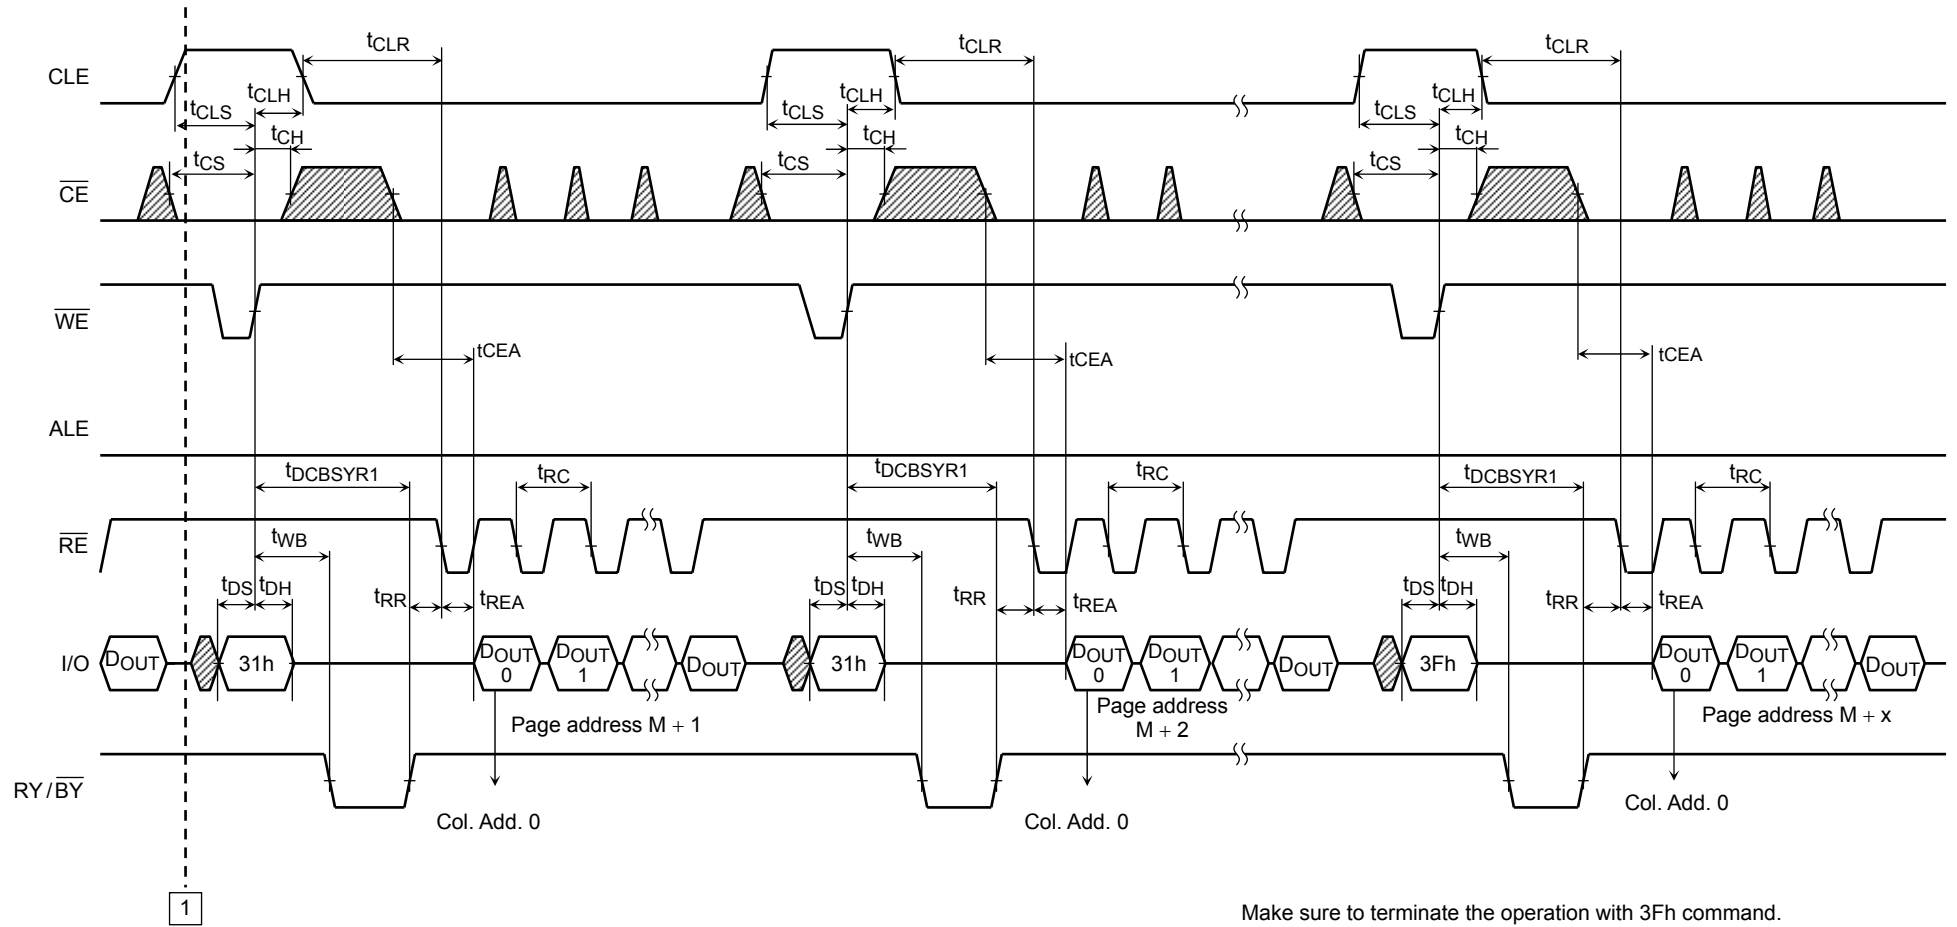 CLE
tCLR
tCLR
tCLR
tCLH
tCLH
tCLH
tCLS
tCLS
tCLS
tCH
tCH
tCH
CE
tCS
tCS
tCS
WE
tCEA
tCEA
tCEA
ALE
tDCBSYR1
tRC
tDCBSYR1
tRC
tDCBSYR1
tRC
RE
tWB
tWB
tWB
tDS
tDH
tRR
tREA
tDS
tDH
tRR
tREA
tDS
tDH
tRR
tREA
I/O
DOUT
31h
DOUT 0
DOUT 1
DOUT
31h
DOUT 0
DOUT 1
DOUT
3Fh
DOUT 0
DOUT 1
DOUT
Page address M + 1
Page address
M + 2
Page address M + x
RY/BY
Col. Add. 0
Col. Add. 0
Col. Add. 0
1
Make sure to terminate the operation with 3Fh command.